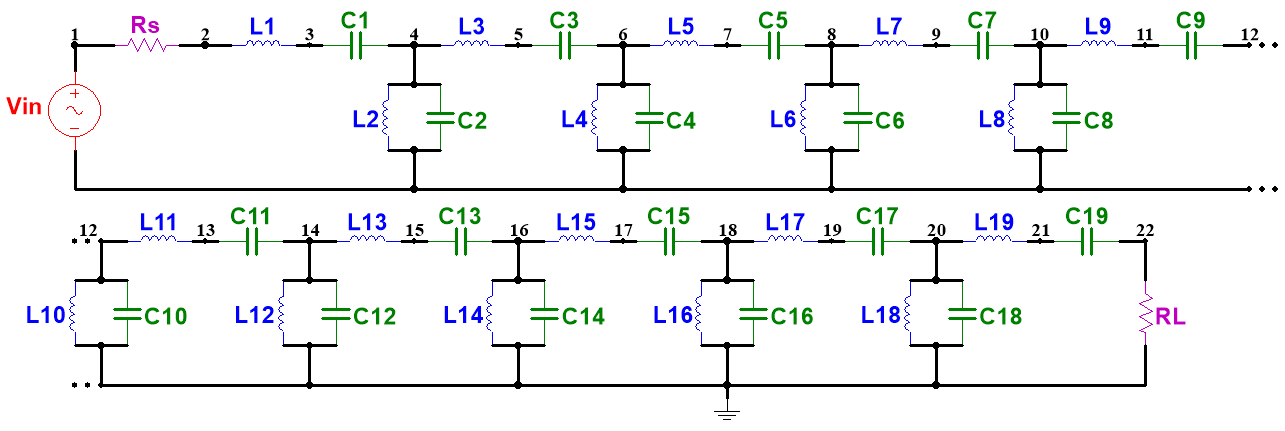 Rs L1 C1 L3 C3 L5 C5 L7 C7 L9 C9
1 2 3 4 5 6 7 8 9 10 11 12
+
Vin
L2 C2 L4 C4 L6 C6 L8 C8
L11 C11 L13 C13 L15 C15 L17 C17 L19 C19
12 13 14 15 16 17 18 19 20 21 22
L10 C10 L12 C12 L14 C14 L16 C16 L18 C18 RL